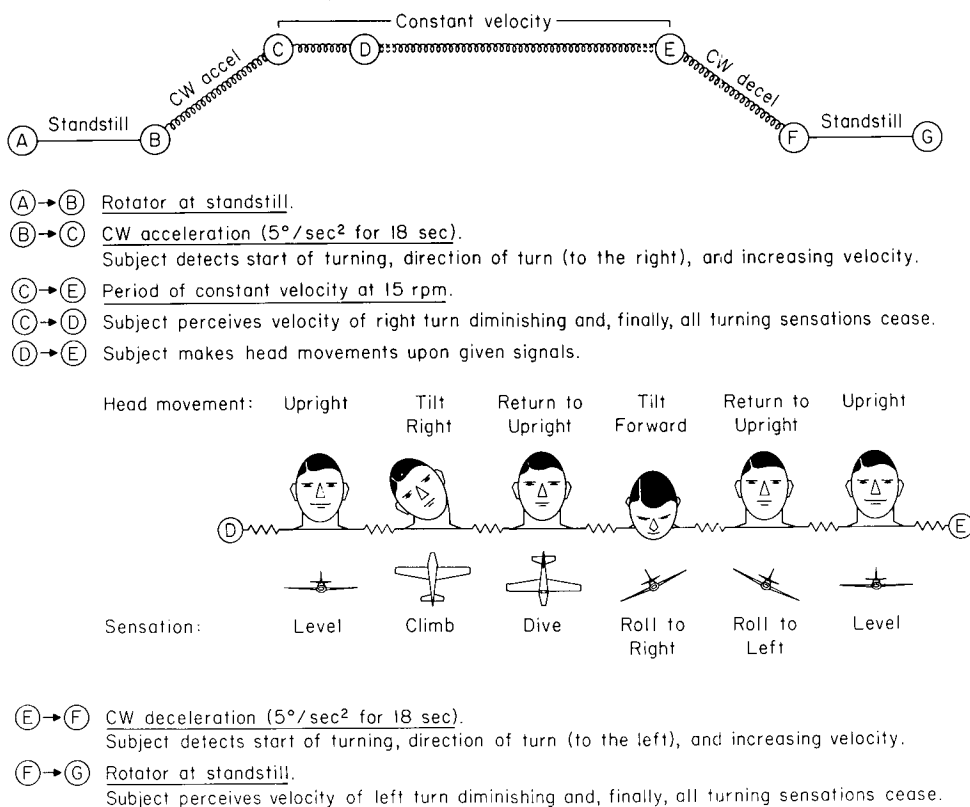 Constant velocity
C D E
CW accel
CW decel
A Standstill B
F Standstill G
A → B Rotator at standstill.
B → C CW acceleration (5°/sec² for 18 sec).
Subject detects start of turning, direction of turn (to the right), and increasing velocity.
C → E Period of constant velocity at 15 rpm.
C → D Subject perceives velocity of right turn diminishing and, finally, all turning sensations cease.
D → E Subject makes head movements upon given signals.
Head movement: Upright Tilt Return to Tilt Return to Upright
Right Upright Forward Upright
D E
Sensation: Level Climb Dive Roll to Roll to Level
Right Left
E → F CW deceleration (5°/sec² for 18 sec).
Subject detects start of turning, direction of turn (to the left), and increasing velocity.
F → G Rotator at standstill.
Subject perceives velocity of left turn diminishing and, finally, all turning sensations cease.